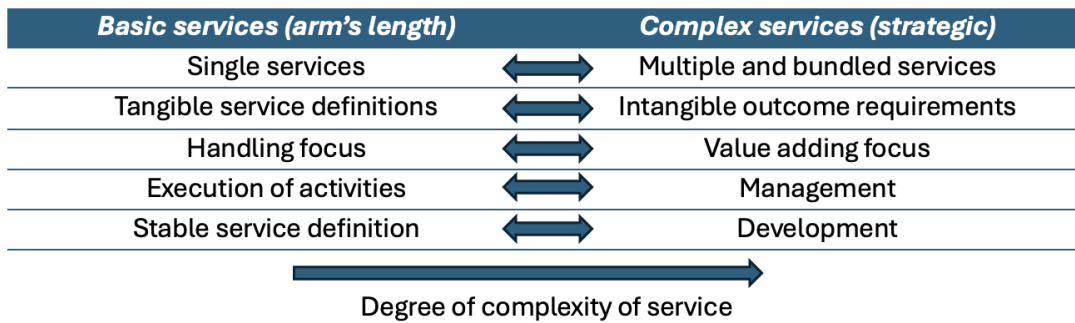 Basic services (arm’s length) Complex services (strategic)
Single services Multiple and bundled services
Tangible service definitions Intangible outcome requirements
Handling focus Value adding focus
Execution of activities Management
Stable service definition Development
Degree of complexity of service